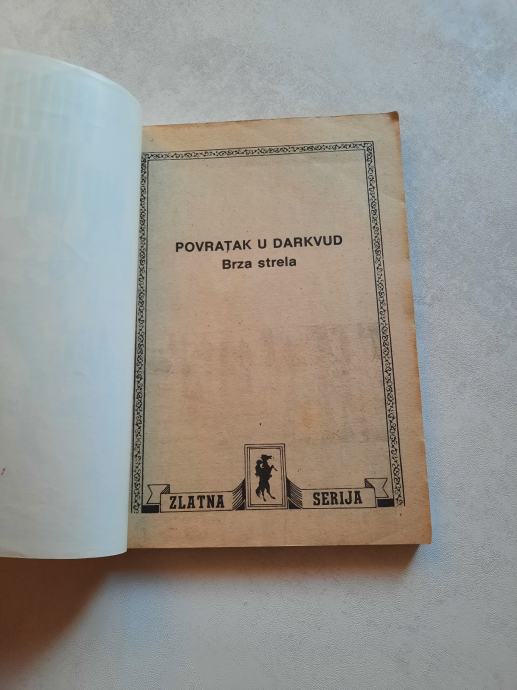 POVRATAK U DARKVUD
Brza strela
ZLATNA SERIJA